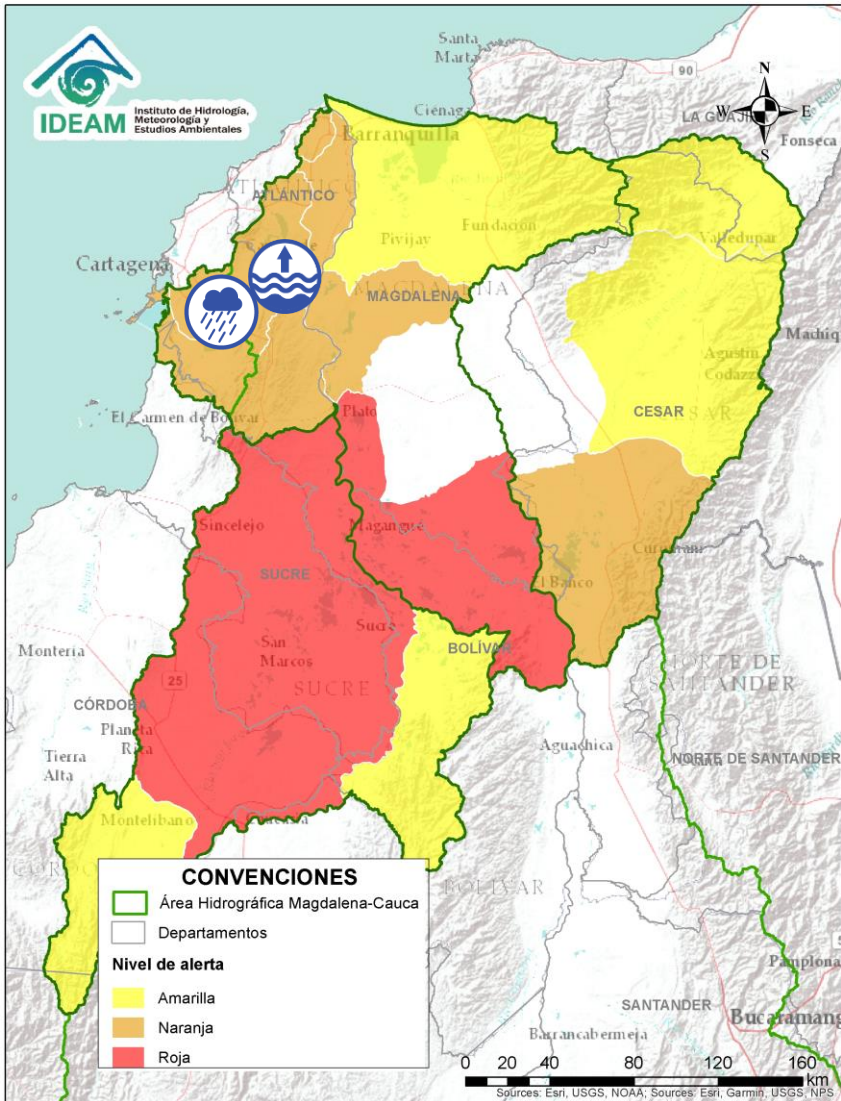 IDEAM
Instituto de Hidrología,
Meteorología y
Estudios Ambientales
Santa
Marta
90
N
W
E
S
Ciénaga
LA GUAJIR
Fonseca
Barranquilla
ATLÁNTICO
Valledupar
Fundación
Pivijay
Cartagena
MAGDALENA
Machiq
Agustín
Codazzi
El Carmen de Bolívar
Plato
CESAR
Sincelejo
Magangué
Curumaní
El Banco
SUCRE
Sucre
Montería
San
Marcos
BOLÍVAR
NORTE DE
SANTANDER
25
SUCRE
CÓRDOBA
Planeta
Rica
Tierra
Alta
Aguachica
NORTE DE SANTANDER
Montelíbano
Caucasia
BOLÍVAR
CONVENCIONES
Área Hidrográfica Magdalena-Cauca
Departamentos
Nivel de alerta
Amarilla
Naranja
Roja
Pamplona
SANTANDER
Bucaramang
Barrancabermeja
0 20 40 80 120 160
km
Sources: Esri, USGS, NOAA; Sources: Esri, Garmin, USGS, NPS